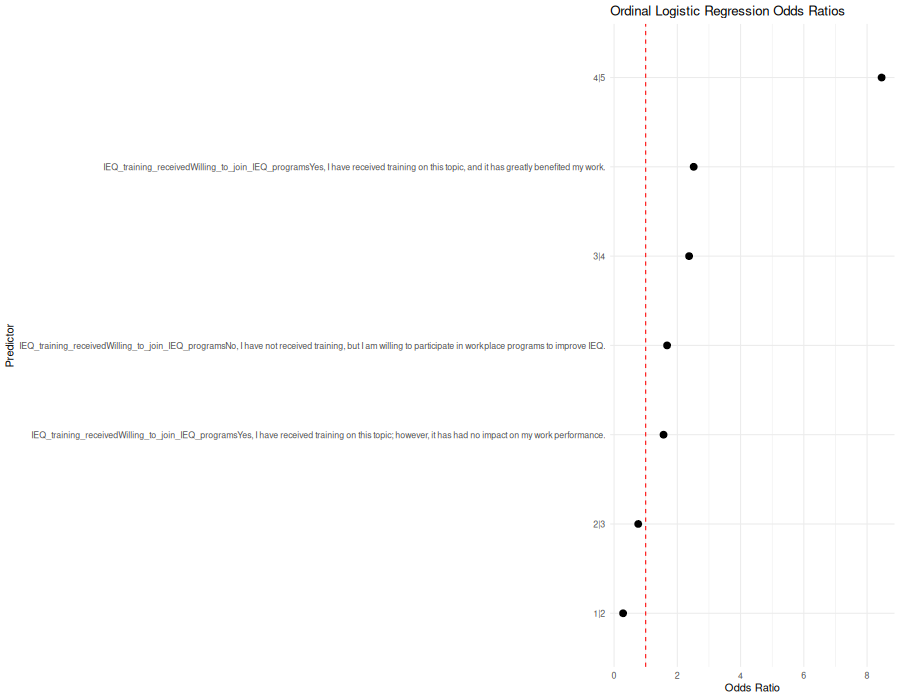 Ordinal Logistic Regression Odds Ratios
4|5
IEQ_training_receivedWilling_to_join_IEQ_programsYes, I have received training on this topic, and it has greatly benefited my work.
3|4
Predictor
IEQ_training_receivedWilling_to_join_IEQ_programsNo, I have not received training, but I am willing to participate in workplace programs to improve IEQ.
IEQ_training_receivedWilling_to_join_IEQ_programsYes, I have received training on this topic; however, it has had no impact on my work performance.
2|3
1|2
0 2 4 6 8
Odds Ratio